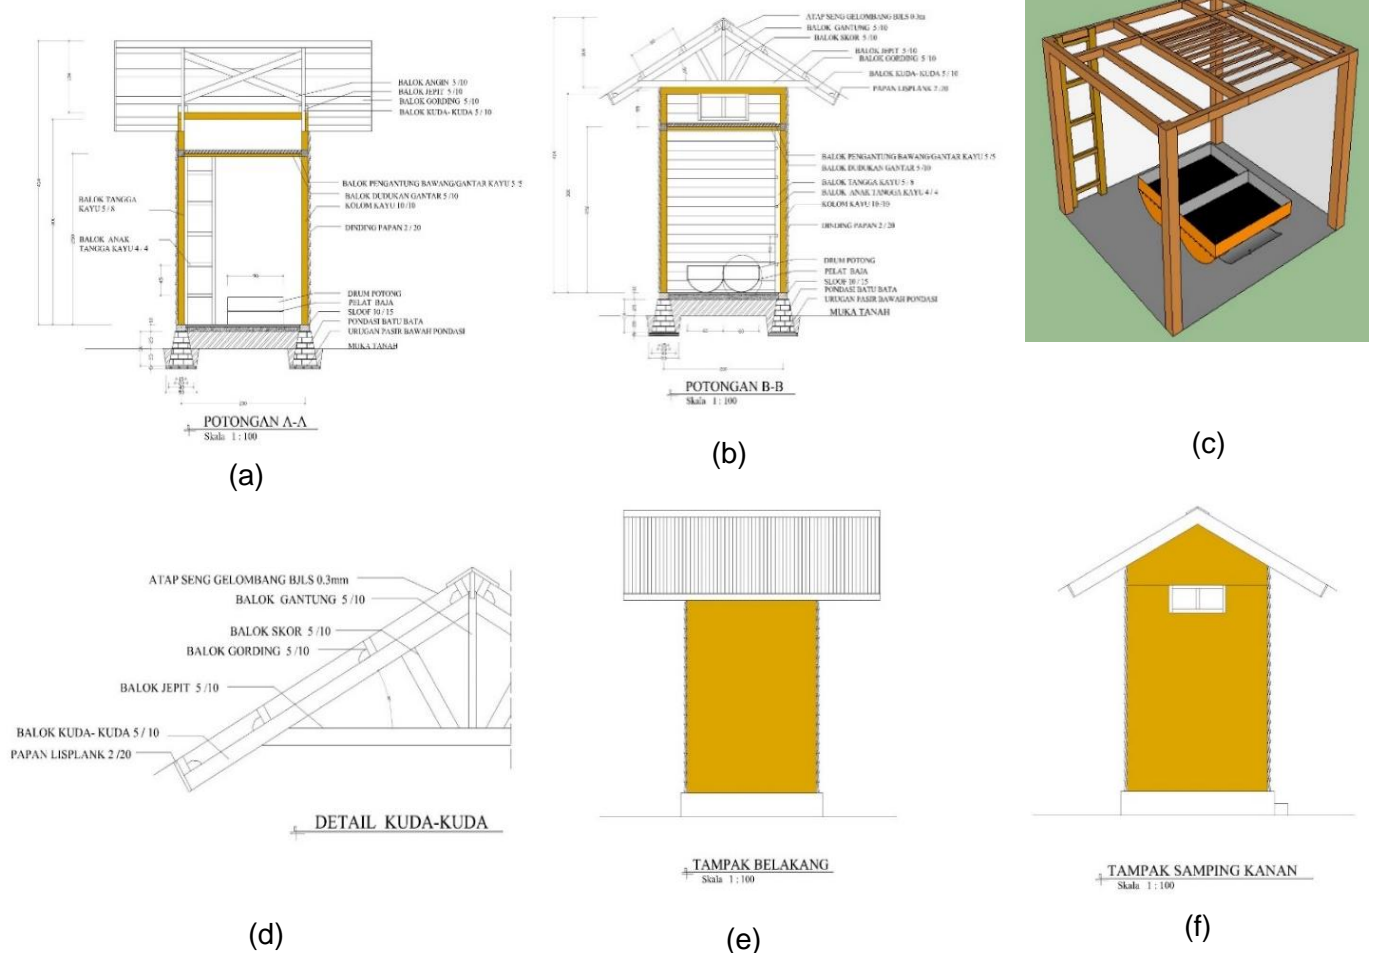 BALOK ANGIN 5 /10
BALOK JEPIT 5/10
BALOK GORDING 5/10
BALOK KUDA- KUDA 5 / 10
BALOK PENGANTUNG BAWANG/GANTAR KAYU 5 /5
BALOK DUDUKAN GANTAR 5 /10
KOLOM KAYU 10 /10
DINDING PAPAN 2 / 20
BALOK TANGGA
KAYU 5 / 8
BALOK ANAK
TANGGA KAYU 4 / 4
DRUM POTONG
PELAT BAJA
SLOOF 10 / 15
PONDASI BATU BATA
URUGAN PASIR BAWAH PONDASI
MUKA TANAH
POTONGAN A-A
Skala 1 : 100
(a)
ATAP SENG GELOMBANG BJLS 0.3m
BALOK GANTUNG 5 /10
BALOK SKOR 5 /10
BALOK JEPIT 5 /10
BALOK GORDING 5 /10
BALOK KUDA- KUDA 5 / 10
PAPAN LISPLANK 2 /20
BALOK PENGANTUNG BAWANG/GANTAR KAYU 5 /5
BALOK DUDUKAN GANTAR 5 /10
BALOK TANGGA KAYU 5 / 8
BALOK ANAK TANGGA KAYU 4 / 4
KOLOM KAYU 10 /10
DINDING PAPAN 2 / 20
DRUM POTONG
PELAT BAJA
SLOOF 10 / 15
PONDASI BATU BATA
URUGAN PASIR BAWAH PONDASI
MUKA TANAH
POTONGAN B-B
Skala 1 : 100
(b)
(c)
ATAP SENG GELOMBANG BJLS 0.3mm
BALOK GANTUNG 5 /10
BALOK SKOR 5 /10
BALOK GORDING 5 /10
BALOK JEPIT 5 /10
BALOK KUDA- KUDA 5 / 10
PAPAN LISPLANK 2 /20
DETAIL KUDA-KUDA
(d)
TAMPAK BELAKANG
Skala 1 : 100
(e)
TAMPAK SAMPING KANAN
Skala 1 : 100
(f)